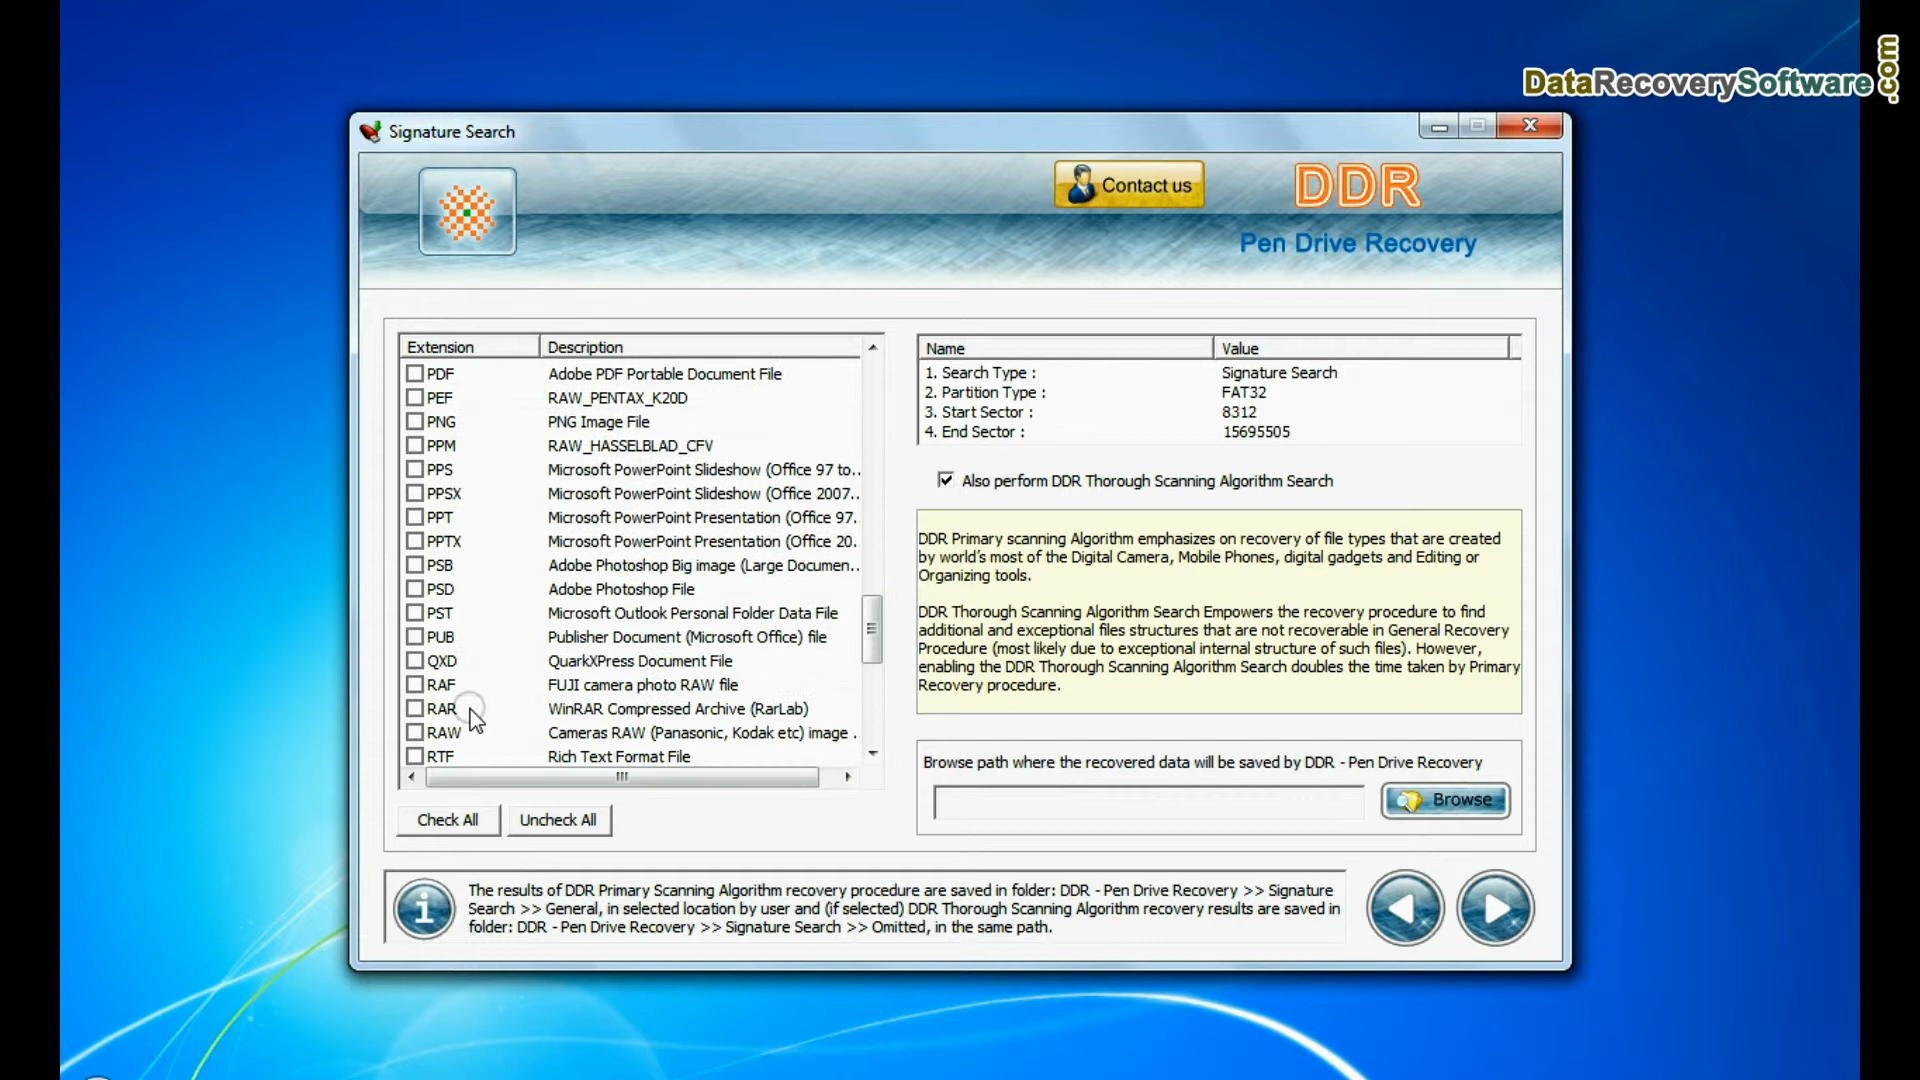 DataRecoverySoftware.com
Signature Search
Contact us
DDR
Pen Drive Recovery
Extension Description
PDF Adobe PDF Portable Document File
PEF RAW_PENTAX_K20D
PNG PNG Image File
PPM RAW_HASSELBLAD_CFV
PPS Microsoft PowerPoint Slideshow (Office 97 to..
PPSX Microsoft PowerPoint Slideshow (Office 2007..
PPT Microsoft PowerPoint Presentation (Office 97.
PPTX Microsoft PowerPoint Presentation (Office 20.
PSB Adobe Photoshop Big image (Large Documen..
PSD Adobe Photoshop File
PST Microsoft Outlook Personal Folder Data File
PUB Publisher Document (Microsoft Office) file
QXD QuarkXPress Document File
RAF FUJI camera photo RAW file
RAR WinRAR Compressed Archive (RarLab)
RAW Cameras RAW (Panasonic, Kodak etc) image .
RTF Rich Text Format File
Check All
Uncheck All
Name Value
1. Search Type : Signature Search
2. Partition Type : FAT32
3. Start Sector : 8312
4. End Sector : 15695505
Also perform DDR Thorough Scanning Algorithm Search
DDR Primary scanning Algorithm emphasizes on recovery of file types that are created
by world's most of the Digital Camera, Mobile Phones, digital gadgets and Editing or
Organizing tools.
DDR Thorough Scanning Algorithm Search Empowers the recovery procedure to find
additional and exceptional files structures that are not recoverable in General Recovery
Procedure (most likely due to exceptional internal structure of such files). However,
enabling the DDR Thorough Scanning Algorithm Search doubles the time taken by Primary
Recovery procedure.
Browse path where the recovered data will be saved by DDR - Pen Drive Recovery
Browse
The results of DDR Primary Scanning Algorithm recovery procedure are saved in folder: DDR - Pen Drive Recovery >> Signature
Search >> General, in selected location by user and (if selected) DDR Thorough Scanning Algorithm recovery results are saved in
folder: DDR - Pen Drive Recovery >> Signature Search >> Omitted, in the same path.